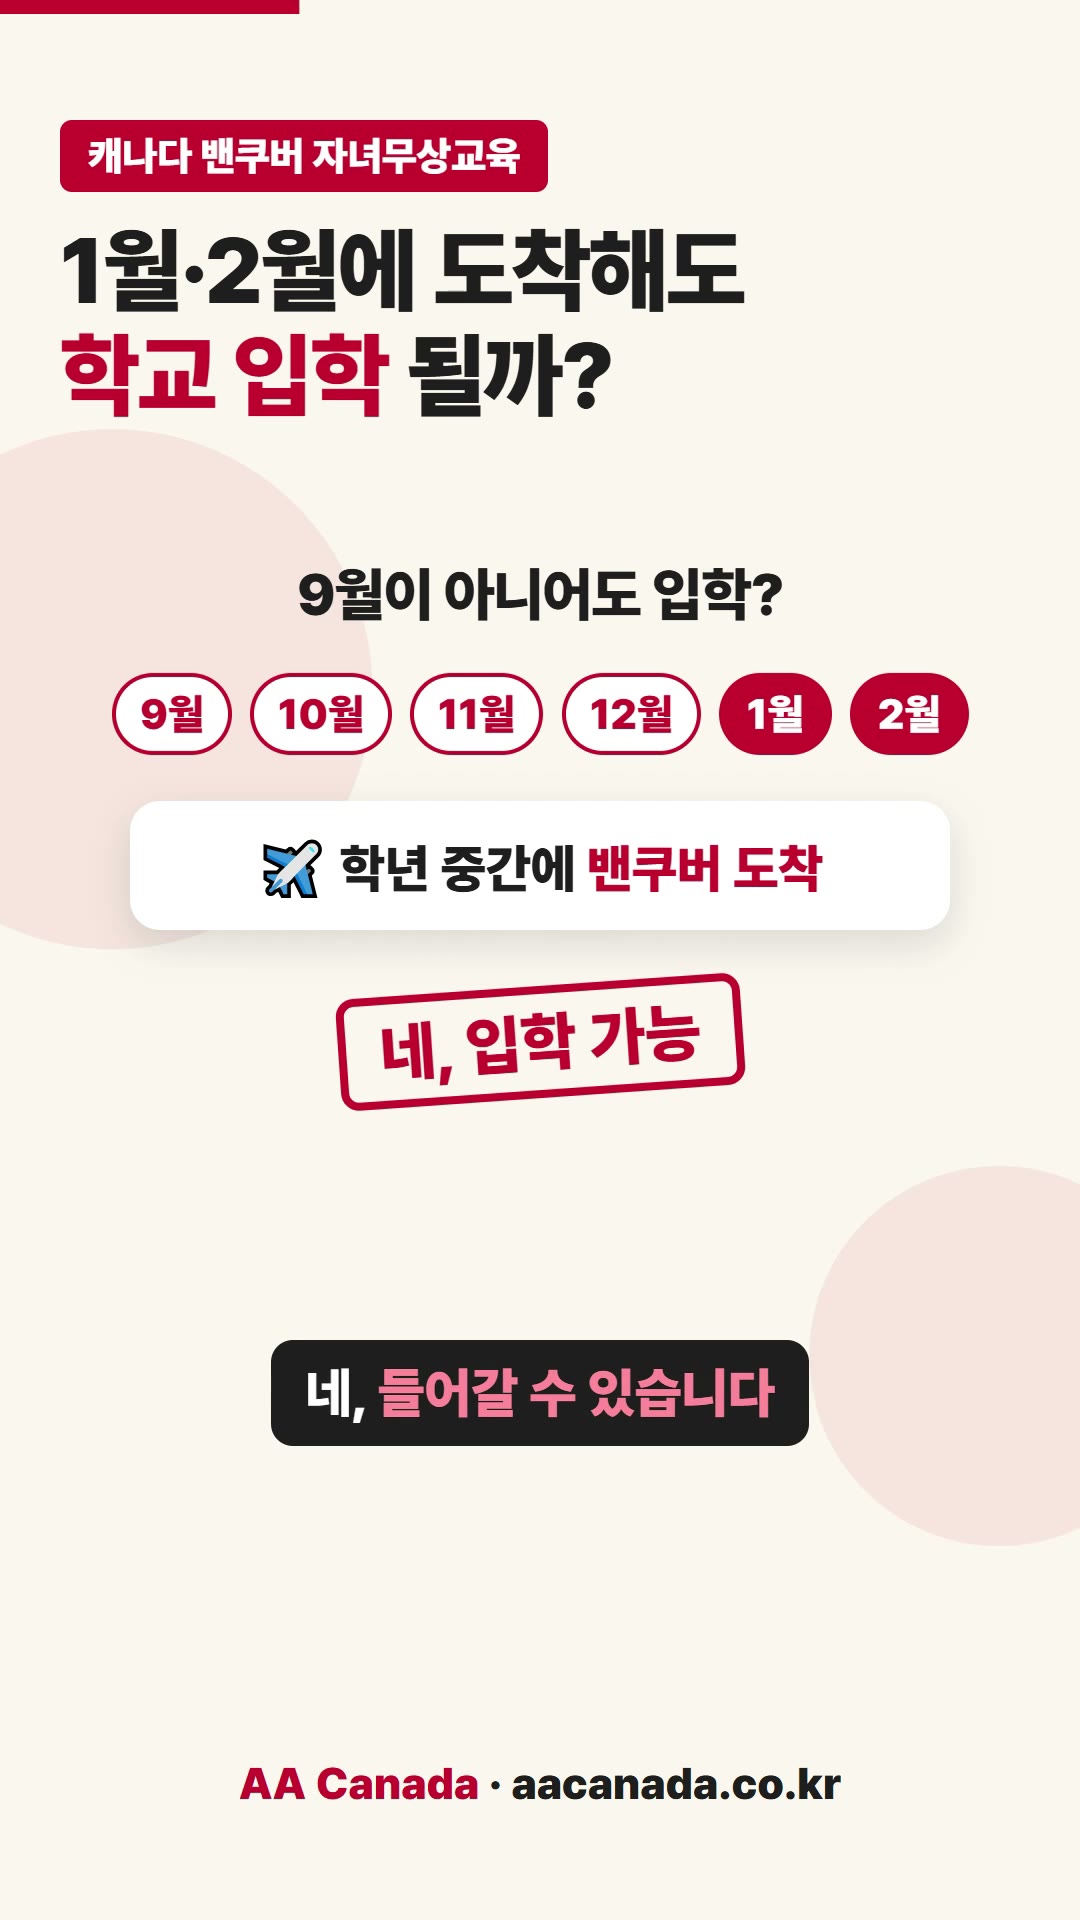 캐나다 밴쿠버 자녀무상교육
1월·2월에 도착해도
학교 입학 될까?
9월이 아니어도 입학?
9월 10월 11월 12월 1월 2월
학년 중간에 밴쿠버 도착
네, 입학 가능
네, 들어갈 수 있습니다
AA Canada · aacanada.co.kr